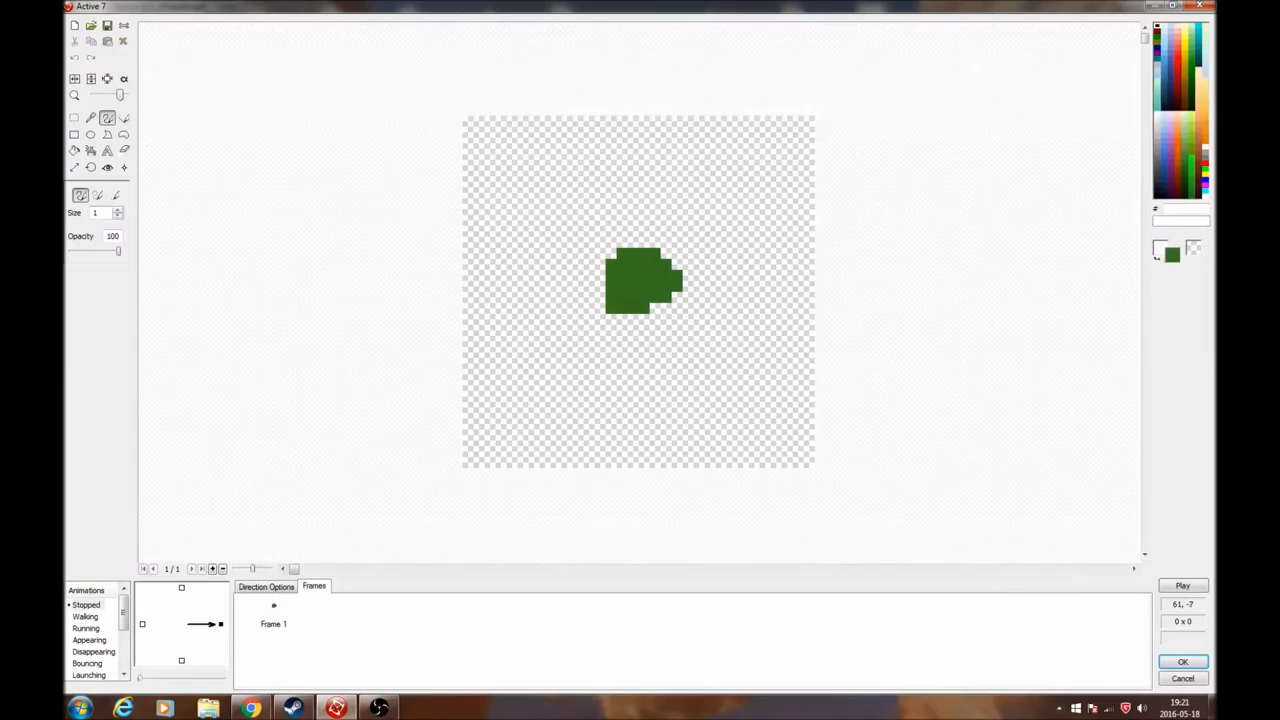 Active 7
Size 1
Opacity 100
#
1 / 1
Animations
Stopped
Walking
Running
Appearing
Disappearing
Bouncing
Launching
Direction Options Frames
Frame 1
Play
61, -7
0 x 0
OK
Cancel
19:21
2016-05-18